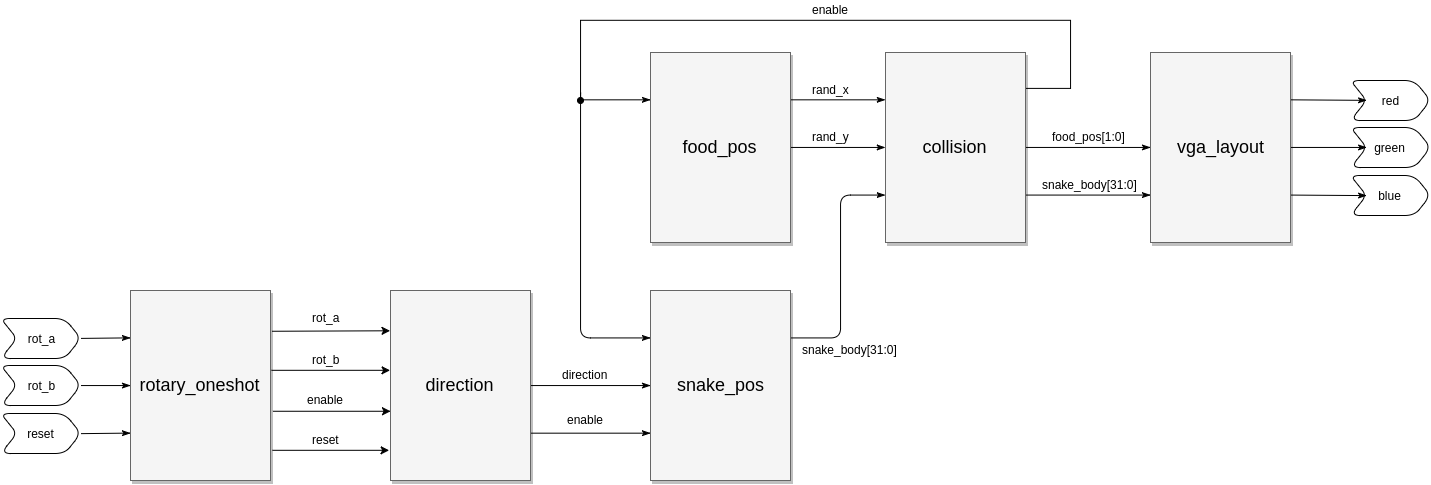 enable
rand_x
rand_y
food_pos
collision
food_pos[1:0]
snake_body[31:0]
vga_layout
red
green
blue
rot_a
rot_b
reset
rotary_oneshot
rot_a
rot_b
enable
reset
direction
direction
enable
snake_pos
snake_body[31:0]